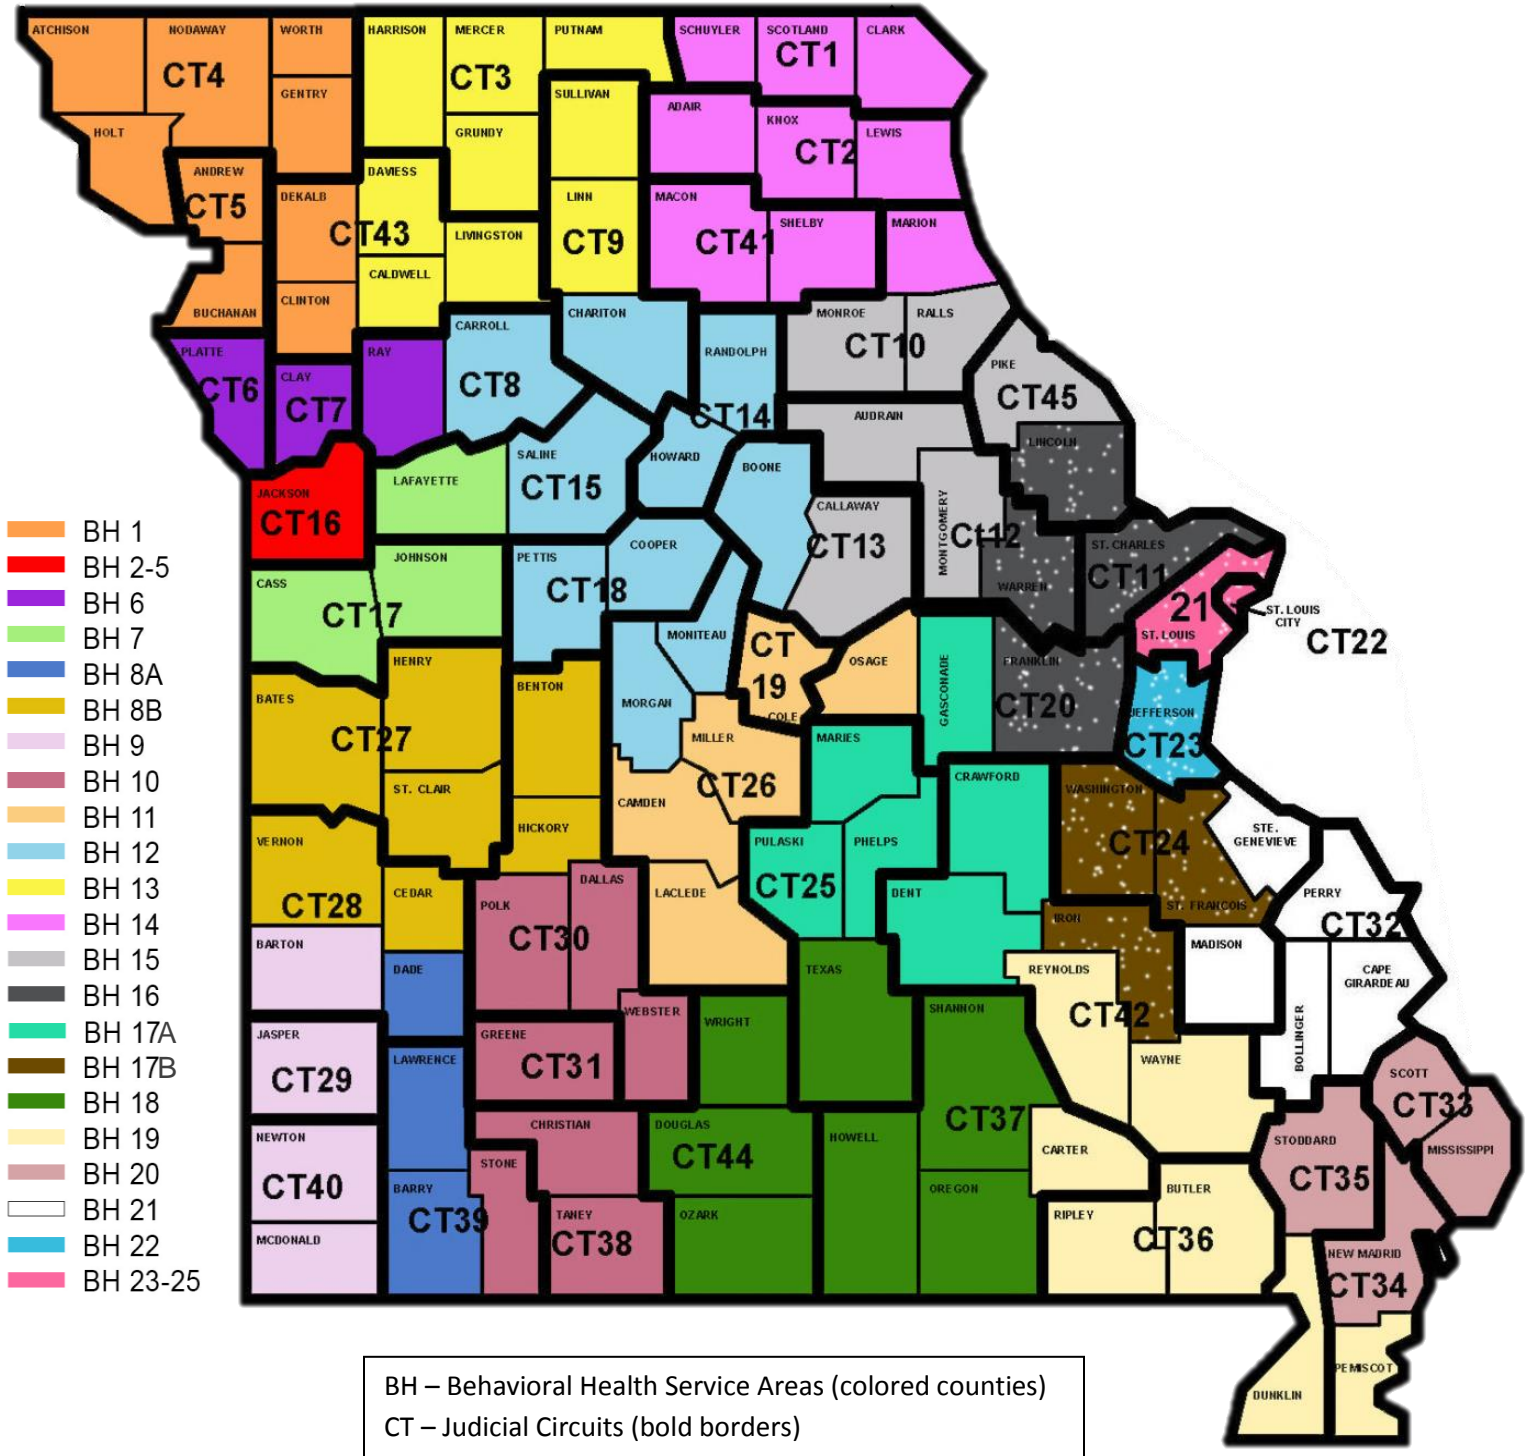 ATCHISON
NODAWAY
WORTH
HARRISON
MERCER
PUTNAM
SCHUYLER
SCOTLAND
CLARK
CT4
CT3
CT1
GENTRY
SULLIVAN
ADAIR
KNOX
LEWIS
HOLT
GRUNDY
CT2
ANDREW
CT5
DEKALB
DAVIESS
LINN
MACON
SHELBY
MARION
CT43
LIVINGSTON
CT9
CT41
CALDWELL
BUCHANAN
CLINTON
CARROLL
CHARITON
MONROE
RALLS
PLATTE
RAY
RANDOLPH
CT10
PIKE
CT6
CLAY
CT7
CT8
CT45
CT14
AUDRAIN
LINCOLN
SALINE
HOWARD
BOONE
JACKSON
CT16
LAFAYETTE
CT15
CALLAWAY
MONTGOMERY
CT13
Ct12
ST. CHARLES
CT11
JOHNSON
PETTIS
COOPER
CASS
CT17
CT18
WARREN
21
ST. LOUIS
ST. LOUIS
CITY
CT22
MONITEAU
CT
19
COLE
OSAGE
GASCONADE
FRANKLIN
CT20
HENRY
BENTON
MORGAN
BATES
CT27
MILLER
MARIES
JEFFERSON
CT23
ST. CLAIR
CAMDEN
CT26
CRAWFORD
WASHINGTON
HICKORY
VERNON
PULASKI
PHELPS
CT24
STE.
GENEVIEVE
CT28
CEDAR
POLK
DALLAS
LACLEDE
CT25
DENT
ST. FRANCOIS
PERRY
CT32
BARTON
CT30
IRON
MADISON
DADE
TEXAS
REYNOLDS
CAPE
GIRARDEAU
JASPER
CT29
GREENE
CT31
WEBSTER
WRIGHT
SHANNON
CT42
BOLLINGER
LAWRENCE
WAYNE
SCOTT
CT33
NEWTON
CT40
CHRISTIAN
DOUGLAS
CT44
HOWELL
CT37
CARTER
STODDARD
CT35
MISSISSIPPI
STONE
BARRY
CT39
OREGON
BUTLER
MCDONALD
TANEY
CT38
OZARK
RIPLEY
CT36
NEW MADRID
CT34
PEMISCOT
DUNKLIN
BH 1
BH 2-5
BH 6
BH 7
BH 8A
BH 8B
BH 9
BH 10
BH 11
BH 12
BH 13
BH 14
BH 15
BH 16
BH 17A
BH 17B
BH 18
BH 19
BH 20
BH 21
BH 22
BH 23-25
BH – Behavioral Health Service Areas (colored counties)
CT – Judicial Circuits (bold borders)